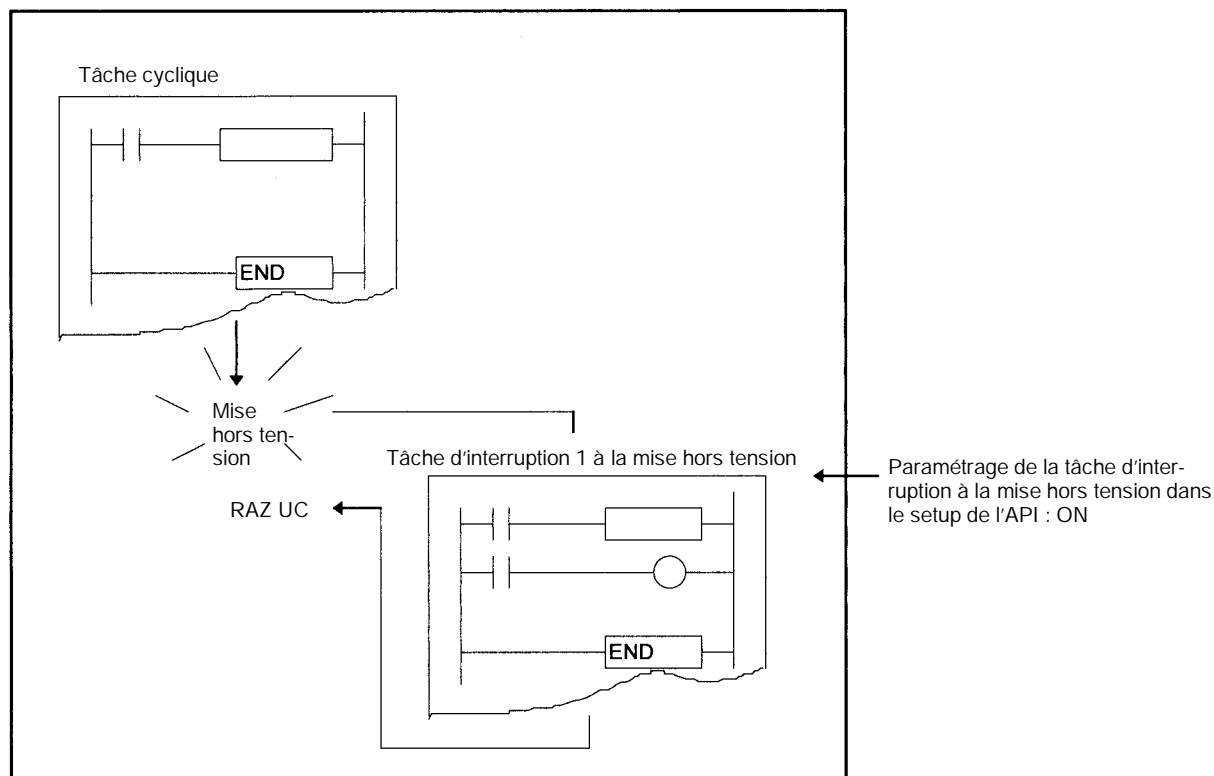 Tâche cyclique
END
Mise
hors ten-
sion
Tâche d'interruption 1 à la mise hors tension
Paramétrage de la tâche d'inter-
ruption à la mise hors tension dans
le setup de l'API : ON
RAZ UC
END